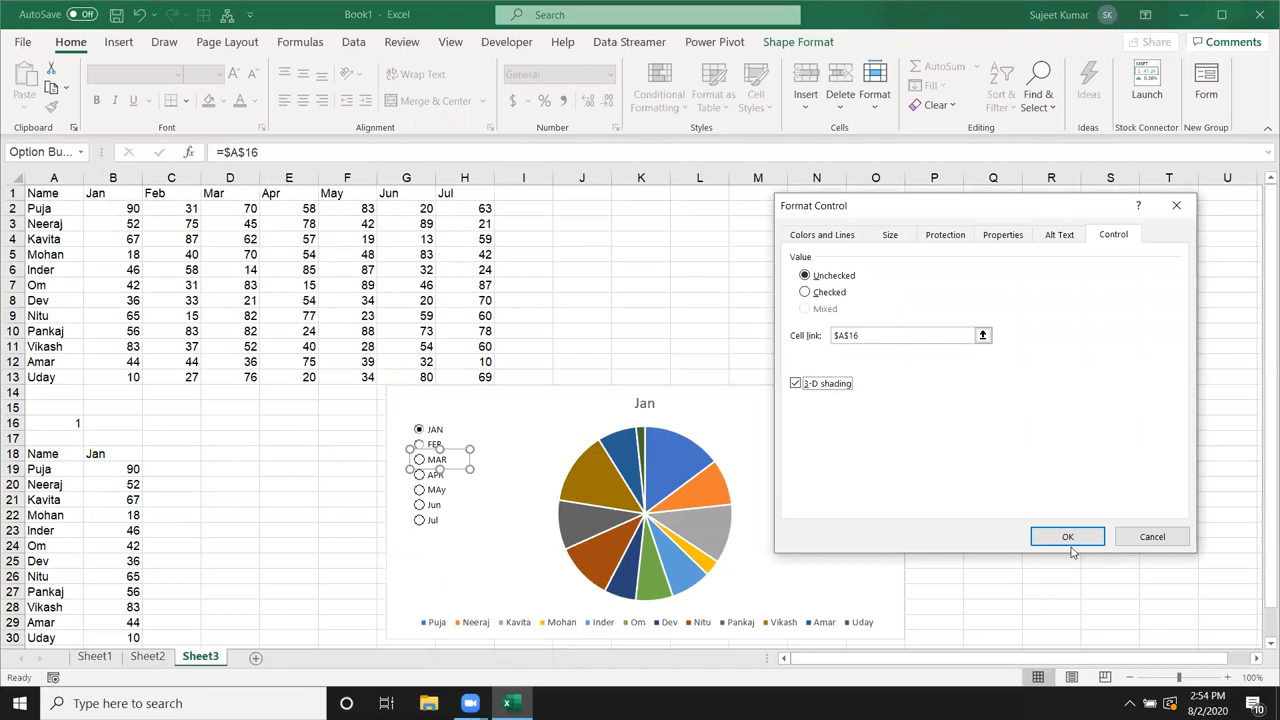 AutoSave Off Book1 - Excel Search Sujeet Kumar SK
File Home Insert Draw Page Layout Formulas Data Review View Developer Help Data Streamer Power Pivot Shape Format Share Comments
Paste B I U A A Wrap Text Merge & Center General $ % Conditional Formatting Format as Table Cell Styles Insert Delete Format AutoSum Fill Clear Sort & Filter Find & Select Ideas Launch Form
Clipboard Font Alignment Number Styles Cells Editing Ideas Stock Connector New Group
Option Bu... fx =$A$16
A B C D E F G H I J K L M N O P Q R S T U
1 Name Jan Feb Mar Apr May Jun Jul
2 Puja 90 31 70 58 83 20 63
3 Neeraj 52 75 45 78 42 89 21
4 Kavita 67 87 62 57 19 13 59
5 Mohan 18 40 70 54 48 83 42
6 Inder 46 58 14 85 87 32 24
7 Om 42 31 83 15 89 46 87
8 Dev 36 33 21 54 34 20 70
9 Nitu 65 15 82 77 23 59 60
10 Pankaj 56 83 82 24 88 73 78
11 Vikash 83 37 52 40 28 54 60
12 Amar 44 44 36 75 39 32 10
13 Uday 10 27 76 20 34 80 69
14
15
16 1
17
18 Name Jan
19 Puja 90
20 Neeraj 52
21 Kavita 67
22 Mohan 18
23 Inder 46
24 Om 42
25 Dev 36
26 Nitu 65
27 Pankaj 56
28 Vikash 83
29 Amar 44
30 Uday 10
Jan
JAN
FEB
MAR
APR
MAy
Jun
Jul
Puja Neeraj Kavita Mohan Inder Om Dev Nitu Pankaj Vikash Amar Uday
Format Control ?
Colors and Lines Size Protection Properties Alt Text Control
Value
Unchecked
Checked
Mixed
Cell link: $A$16
3-D shading
OK Cancel
Sheet1 Sheet2 Sheet3
Ready 100%
Type here to search
2:54 PM
8/2/2020
10